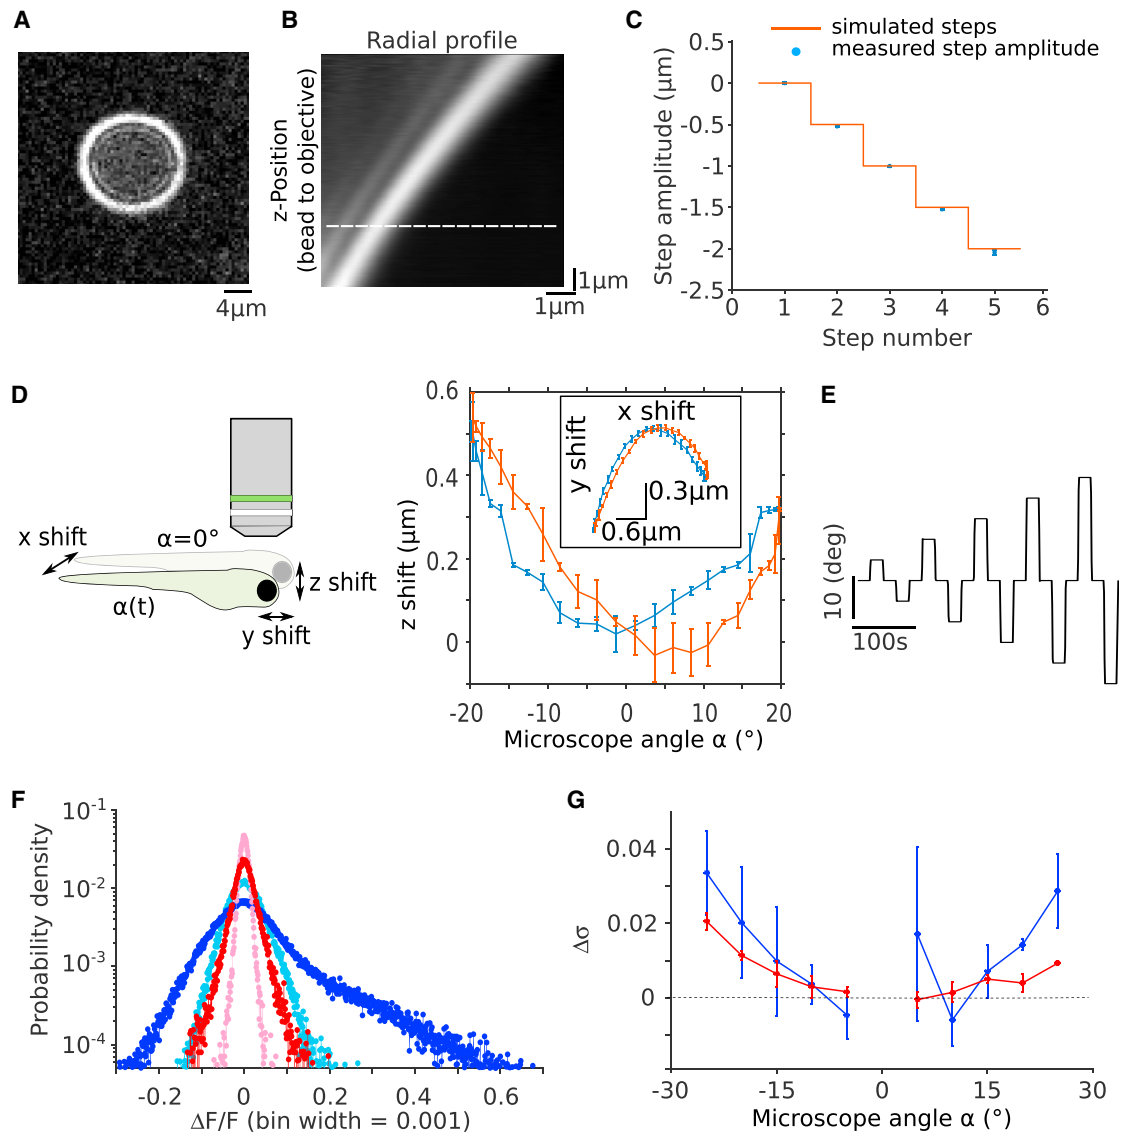 A
4μm
B
Radial profile
z-Position
(bead to objective)
1μm
1μm
C
simulated steps
measured step amplitude
Step amplitude (μm)
0.5
0
-0.5
-1
-1.5
-2
-2.5
0 1 2 3 4 5 6
Step number
D
x shift
α=0°
α(t)
z shift
y shift
z shift (μm)
0.6
0.4
0.2
0
x shift
y shift
0.3μm
0.6μm
-20 -10 0 10 20
Microscope angle α (°)
E
10 (deg)
100s
F
Probability density
10-1
10-2
10-3
10-4
-0.2 0 0.2 0.4 0.6
ΔF/F (bin width = 0.001)
G
Δσ
0.04
0.02
0
-30 -15 0 15 30
Microscope angle α (°)